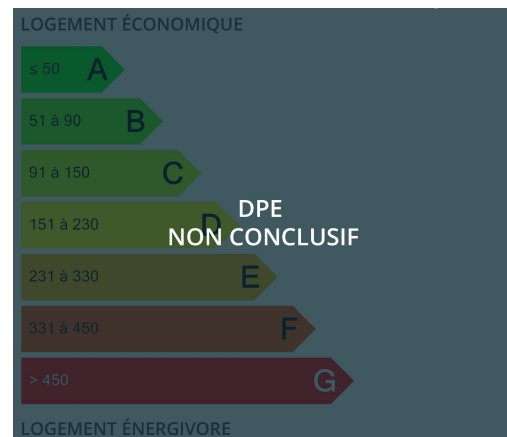 LOGEMENT ÉCONOMIQUE
≤ 50 A
51 à 90 B
91 à 150 C
151 à 230 D
DPE
NON CONCLUSIF
231 à 330 E
331 à 450 F
> 450 G
LOGEMENT ÉNERGIVORE